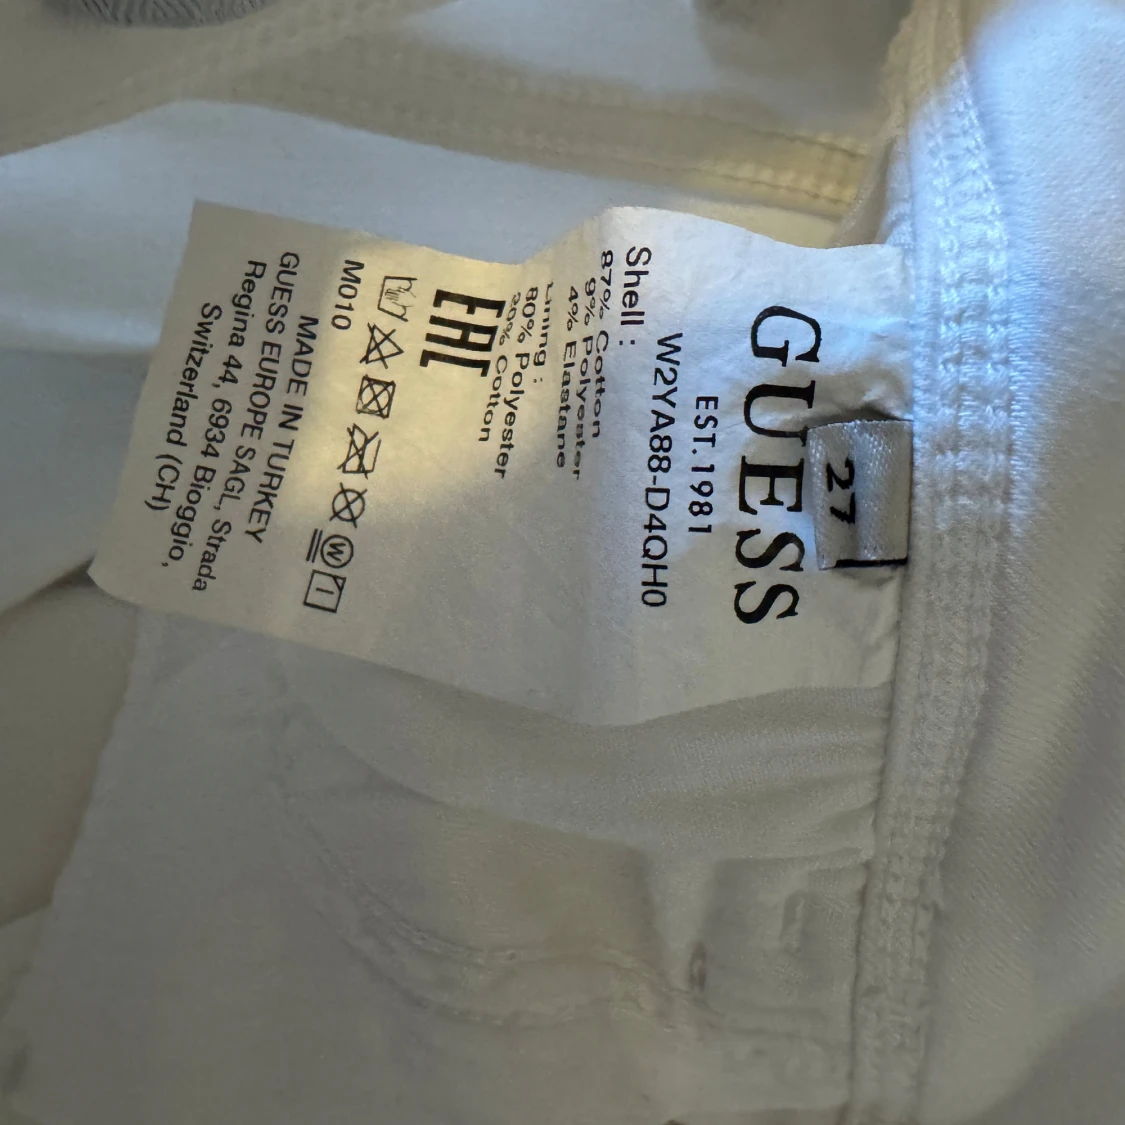 27
GUESS
EST.1981
W2YA88-D4QH0
Shell :
87% Cotton
9% Polyester
4% Elastane
Lining :
80% Polyester
20% Cotton
EAC
W
M010
MADE IN TURKEY
GUESS EUROPE SAGL, Strada
Regina 44, 6934 Bioggio,
Switzerland (CH)